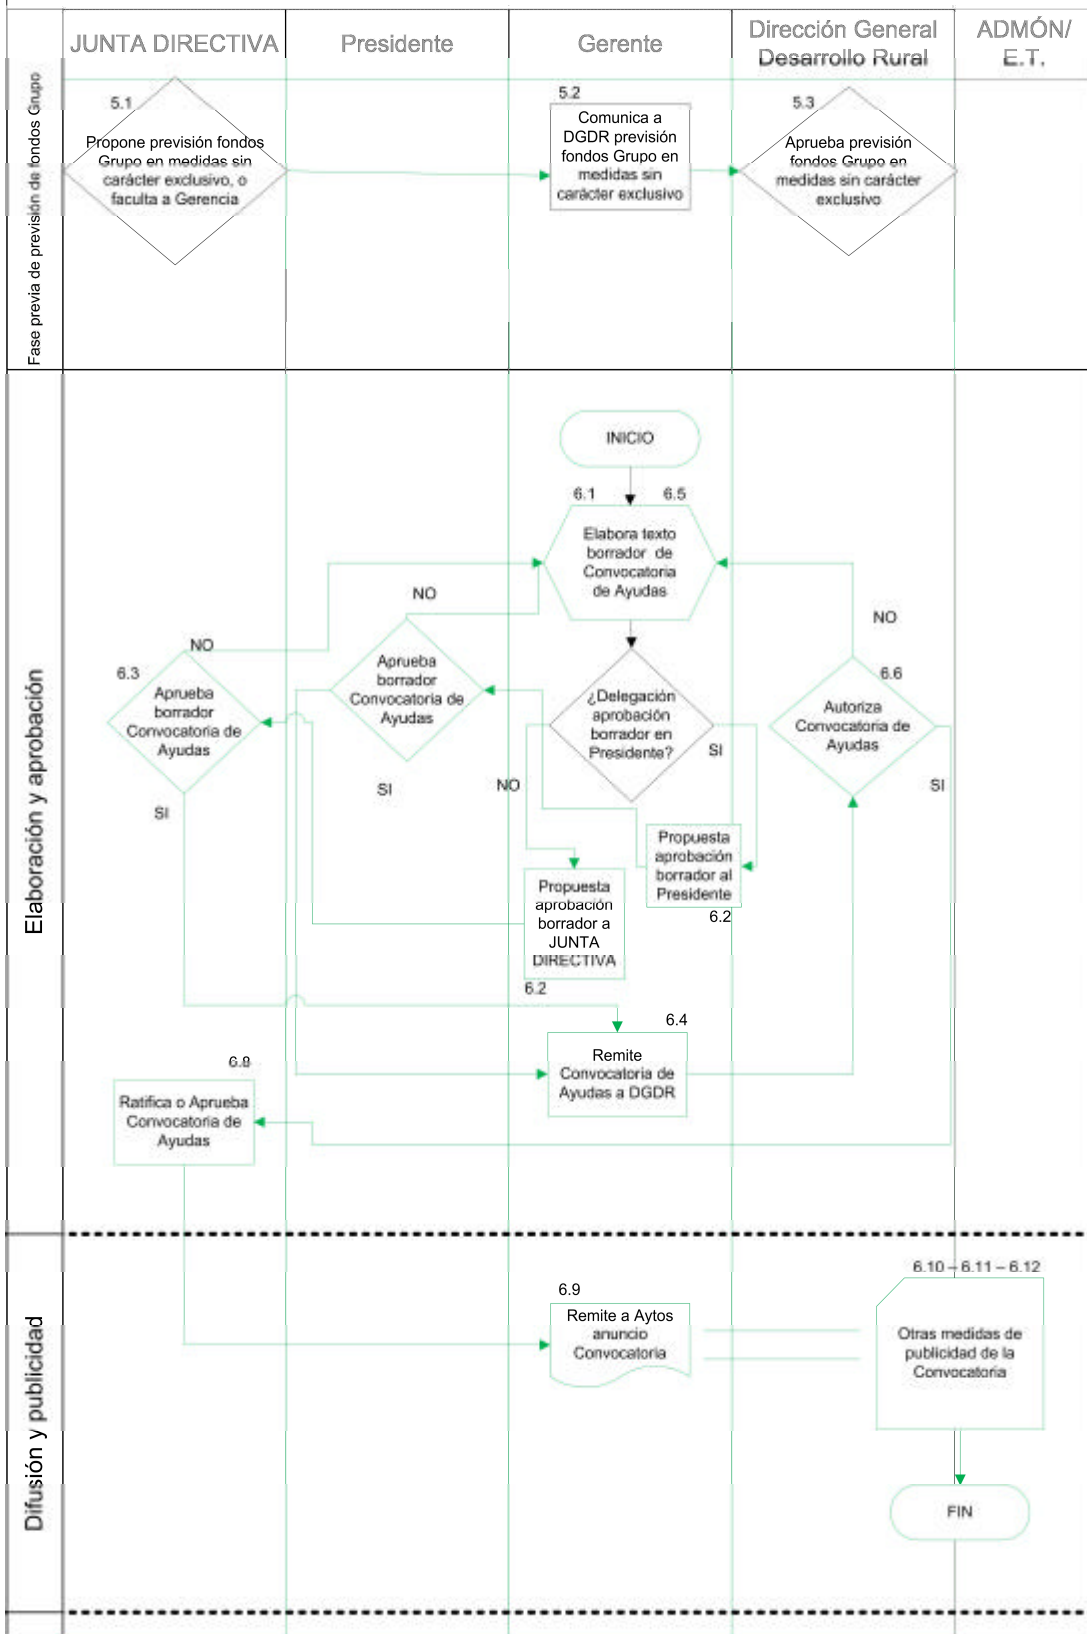 JUNTA DIRECTIVA
Presidente
Gerente
Dirección General
Desarrollo Rural
ADMÓN/
E.T.
Fase previa de previsión de fondos Grupo
5.1
Propone previsión fondos
Grupo en medidas sin
carácter exclusivo, o
faculta a Gerencia
5.2
Comunica a
DGDR previsión
fondos Grupo en
medidas sin
carácter exclusivo
5.3
Aprueba previsión
fondos Grupo en
medidas sin carácter
exclusivo
Elaboración y aprobación
INICIO
6.1
6.5
Elabora texto
borrador de
Convocatoria
de Ayudas
NO
NO
NO
6.3
Aprueba
borrador
Convocatoria de
Ayudas
SI
Aprueba
borrador
Convocatoria de
Ayudas
SI
¿Delegación
aprobación
borrador en
Presidente?
SI
NO
6.6
Autoriza
Convocatoria de
Ayudas
SI
Propuesta
aprobación
borrador al
Presidente
6.2
Propuesta
aprobación
borrador a
JUNTA
DIRECTIVA
6.2
6.4
Remite
Convocatoria de
Ayudas a DGDR
6.8
Ratifica o Aprueba
Convocatoria de
Ayudas
Difusión y publicidad
6.9
Remite a Aytos
anuncio
Convocatoria
6.10 – 6.11 – 6.12
Otras medidas de
publicidad de la
Convocatoria
FIN